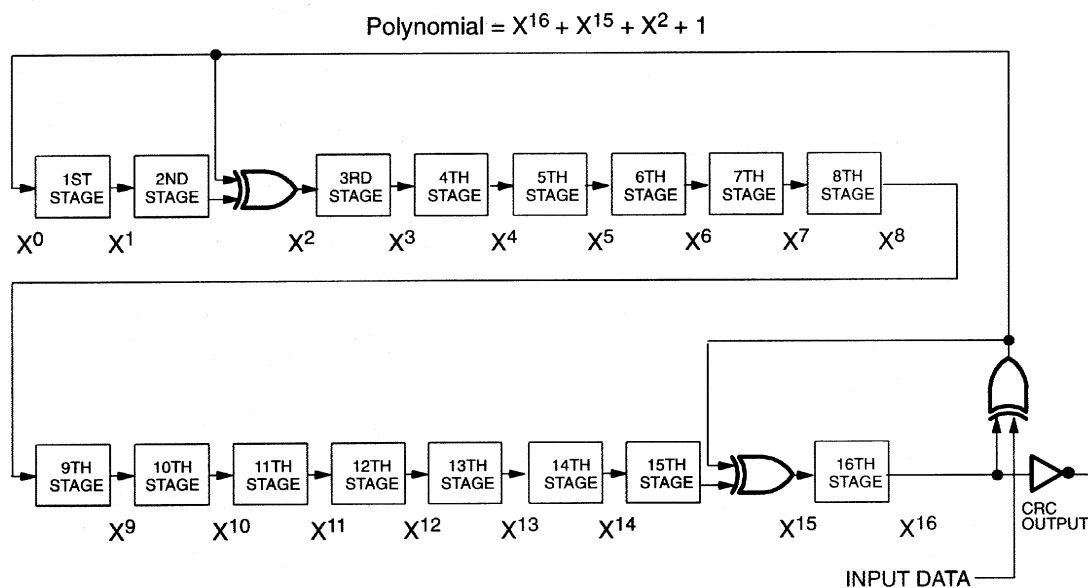 Polynomial = X¹⁶ + X¹⁵ + X² + 1
1ST STAGE
2ND STAGE
3RD STAGE
4TH STAGE
5TH STAGE
6TH STAGE
7TH STAGE
8TH STAGE
X⁰
X¹
X²
X³
X⁴
X⁵
X⁶
X⁷
X⁸
9TH STAGE
10TH STAGE
11TH STAGE
12TH STAGE
13TH STAGE
14TH STAGE
15TH STAGE
16TH STAGE
X⁹
X¹⁰
X¹¹
X¹²
X¹³
X¹⁴
X¹⁵
X¹⁶
CRC
OUTPUT
INPUT DATA